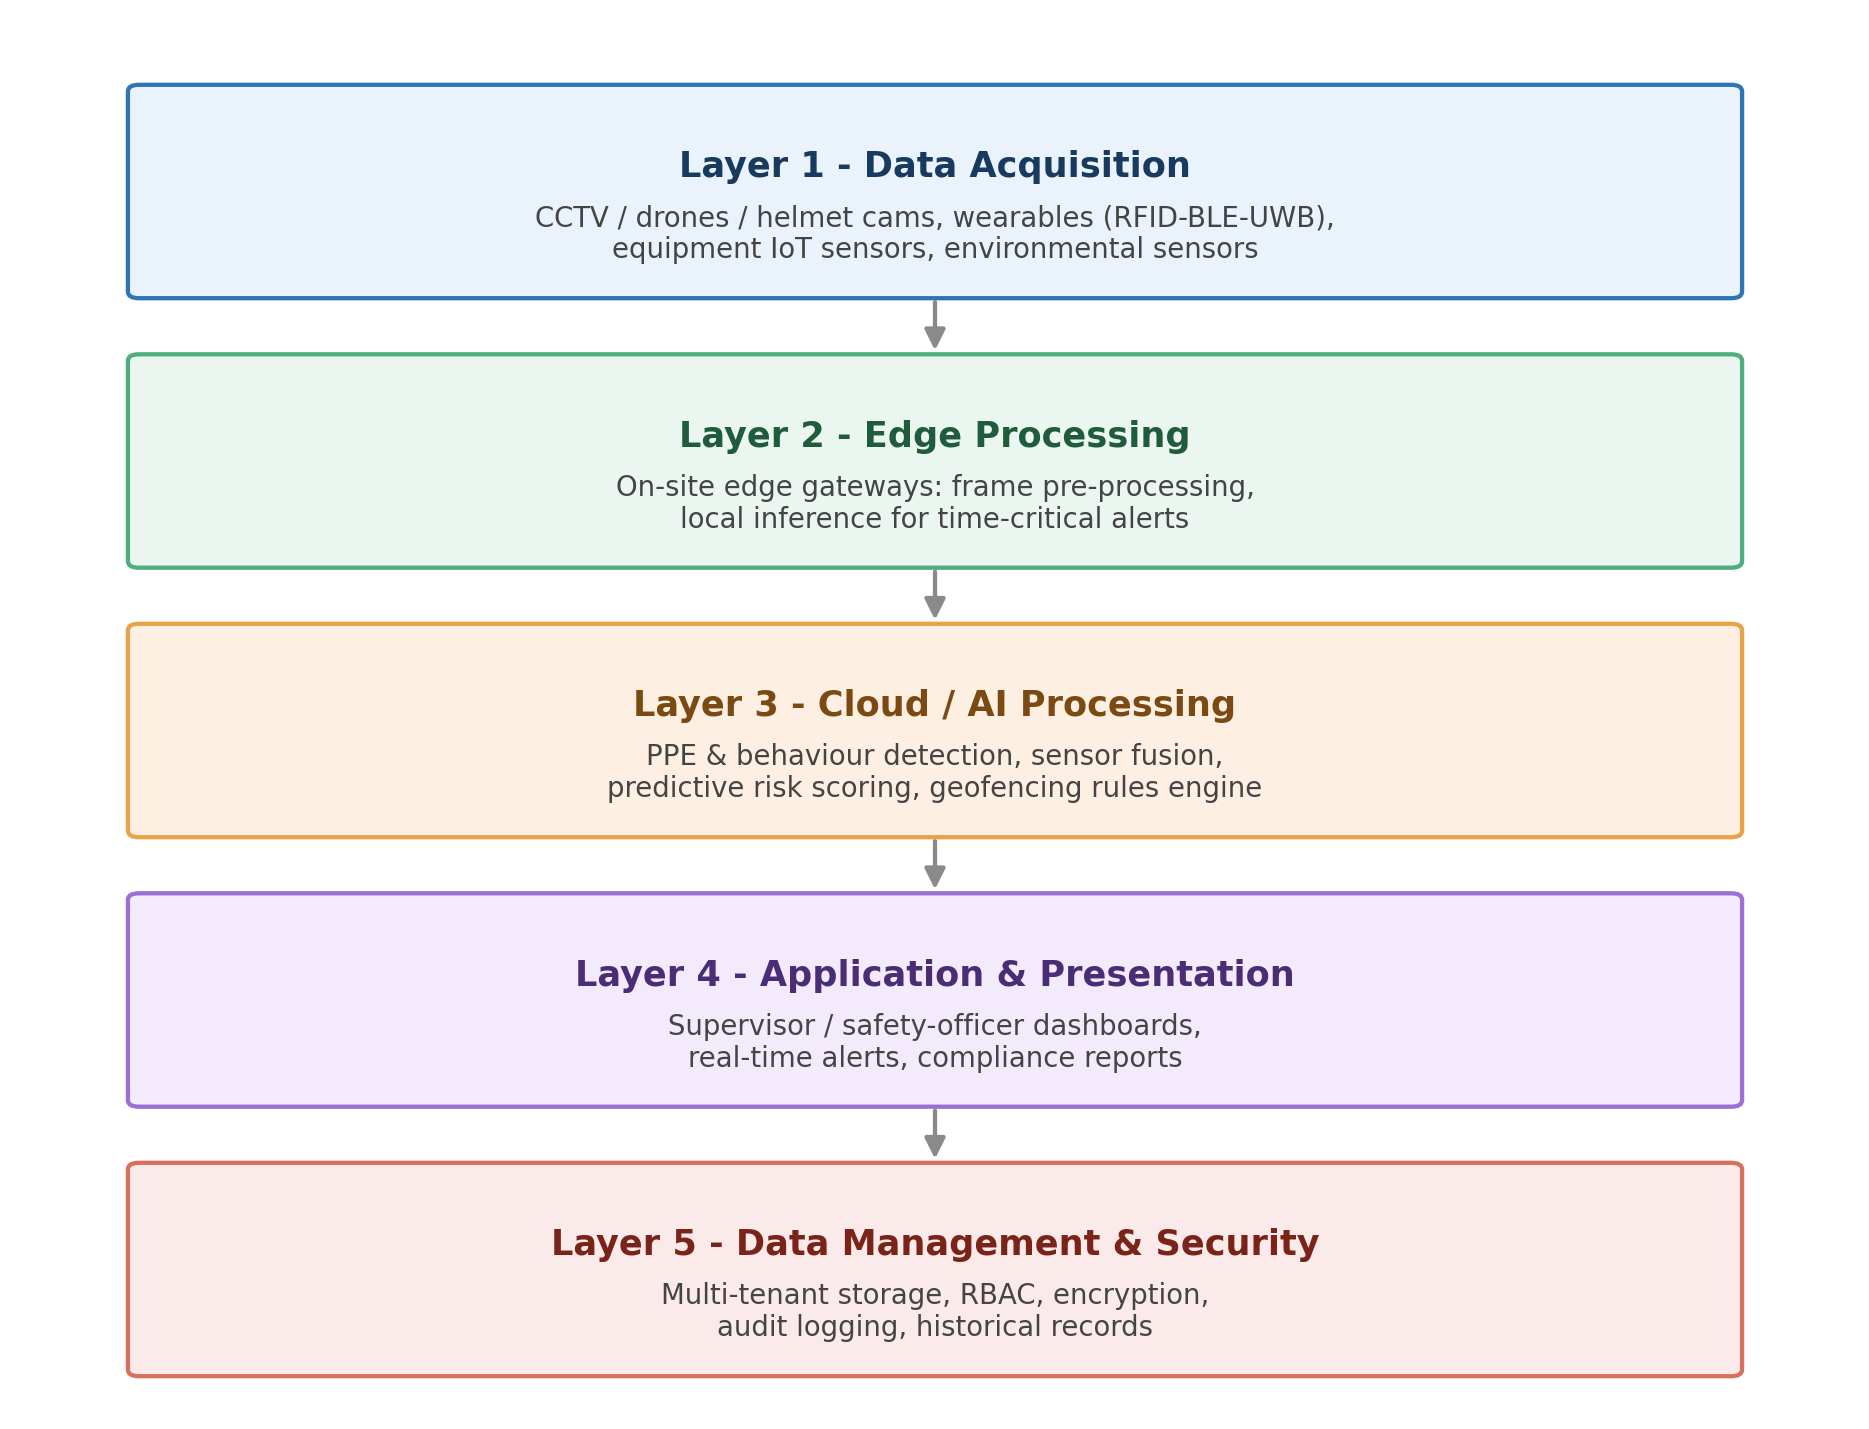 Layer 1 - Data Acquisition
CCTV / drones / helmet cams, wearables (RFID-BLE-UWB),
equipment IoT sensors, environmental sensors
Layer 2 - Edge Processing
On-site edge gateways: frame pre-processing,
local inference for time-critical alerts
Layer 3 - Cloud / AI Processing
PPE & behaviour detection, sensor fusion,
predictive risk scoring, geofencing rules engine
Layer 4 - Application & Presentation
Supervisor / safety-officer dashboards,
real-time alerts, compliance reports
Layer 5 - Data Management & Security
Multi-tenant storage, RBAC, encryption,
audit logging, historical records